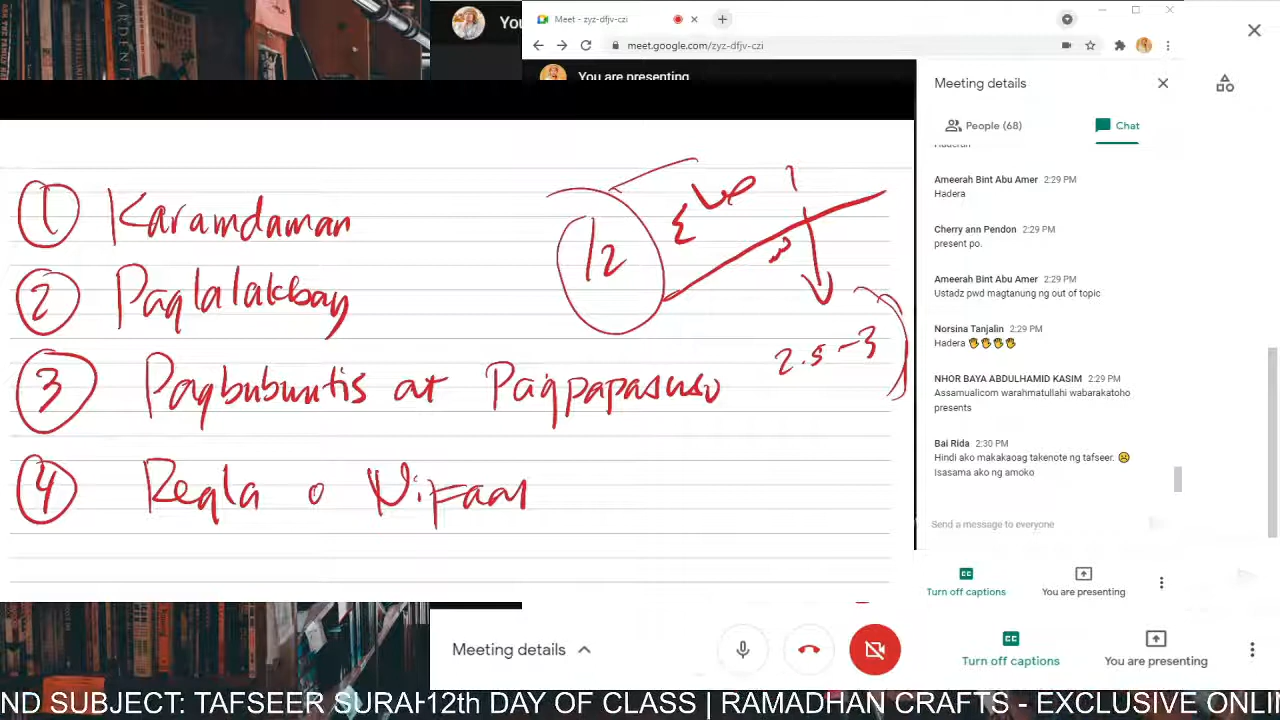 You
Meet - zyz-dfjv-czi
meet.google.com/zyz-dfjv-czi
You are presenting
Meeting details
People (68)
Chat
Ameerah Bint Abu Amer 2:29 PM
Hadera
Cherry ann Pendon 2:29 PM
present po.
Ameerah Bint Abu Amer 2:29 PM
Ustadz pwd magtanung ng out of topic
Norsina Tanjalin 2:29 PM
Hadera 🖐🖐🖐🖐
NHOR BAYA ABDULHAMID KASIM 2:29 PM
Assamualicom warahmatullahi wabarakatoho
presents
Bai Rida 2:30 PM
Hindi ako makakaoag takenote ng tafseer. ☹️
Isasama ako ng amoko
Send a message to everyone
Turn off captions
You are presenting
1 Karamdaman
2 Paglalakbay
3 Pagbubuntis at Pagpapasuso
4 Regla o Nifaas
12
2.5 - 3
Meeting details
Turn off captions
You are presenting
ND SUBJECT: TAFSEER SURAH 12th DAY OF CLASS | RAMADHAN CRAFTS - EXCLUSIVE ONLI